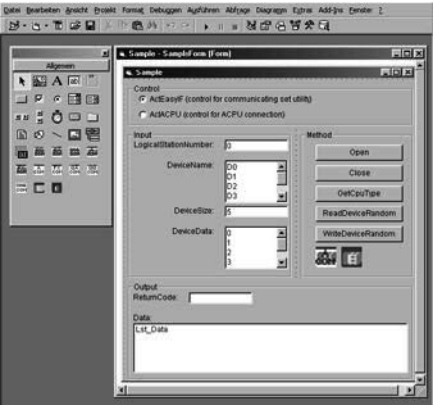 Datei Bearbeiten Ansicht Projekt Format Debuggen Ausführen Abfrage Diagramm Extras Add-Ins Fenster ?
Allgemein
A
Sample - SampleForm (Form)
Sample
Control
ActEasyIF (control for communicating set utility)
ActACPU (control for ACPU connection)
Input
LogicalStationNumber:
0
DeviceName:
D0
D1
D2
D3
DeviceSize:
5
DeviceData:
0
1
2
3
Method
Open
Close
GetCpuType
ReadDeviceRandom
WriteDeviceRandom
Output
ReturnCode:
Data:
Lst_Data